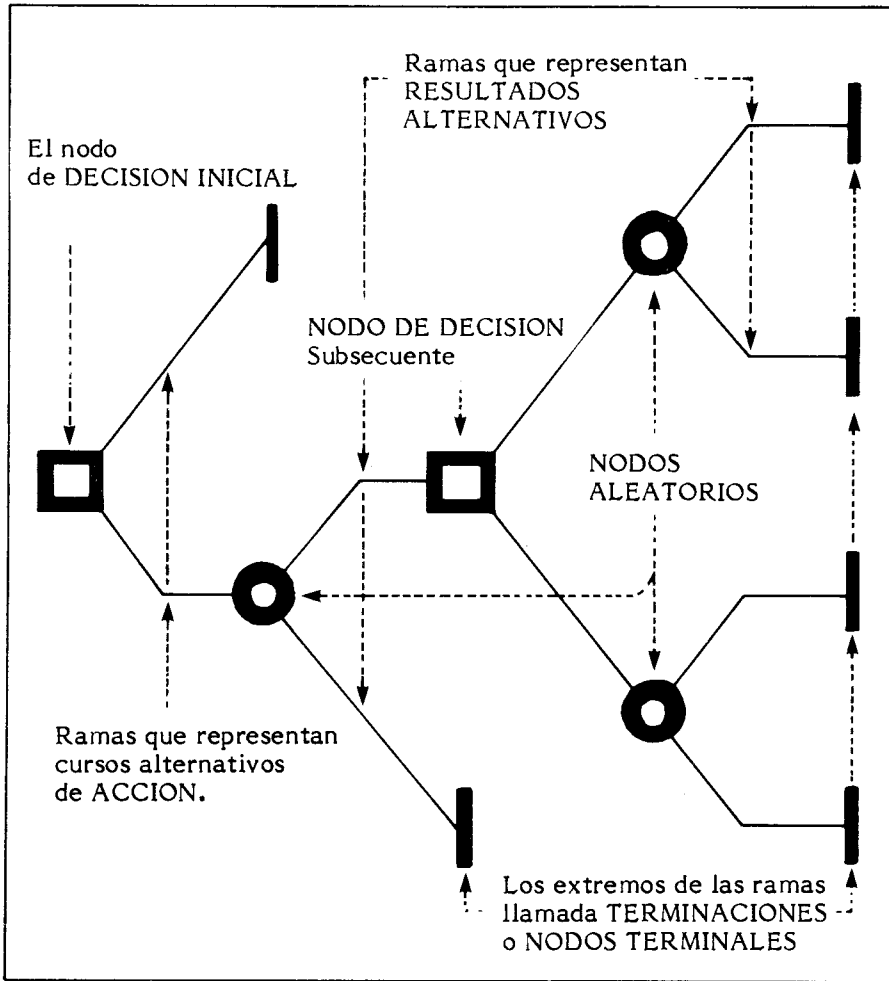 Ramas que representan
RESULTADOS
ALTERNATIVOS
El nodo
de DECISION INICIAL
NODO DE DECISION
Subsecuente
NODOS
ALEATORIOS
Ramas que representan
cursos alternativos
de ACCION.
Los extremos de las ramas
llamada TERMINACIONES
o NODOS TERMINALES